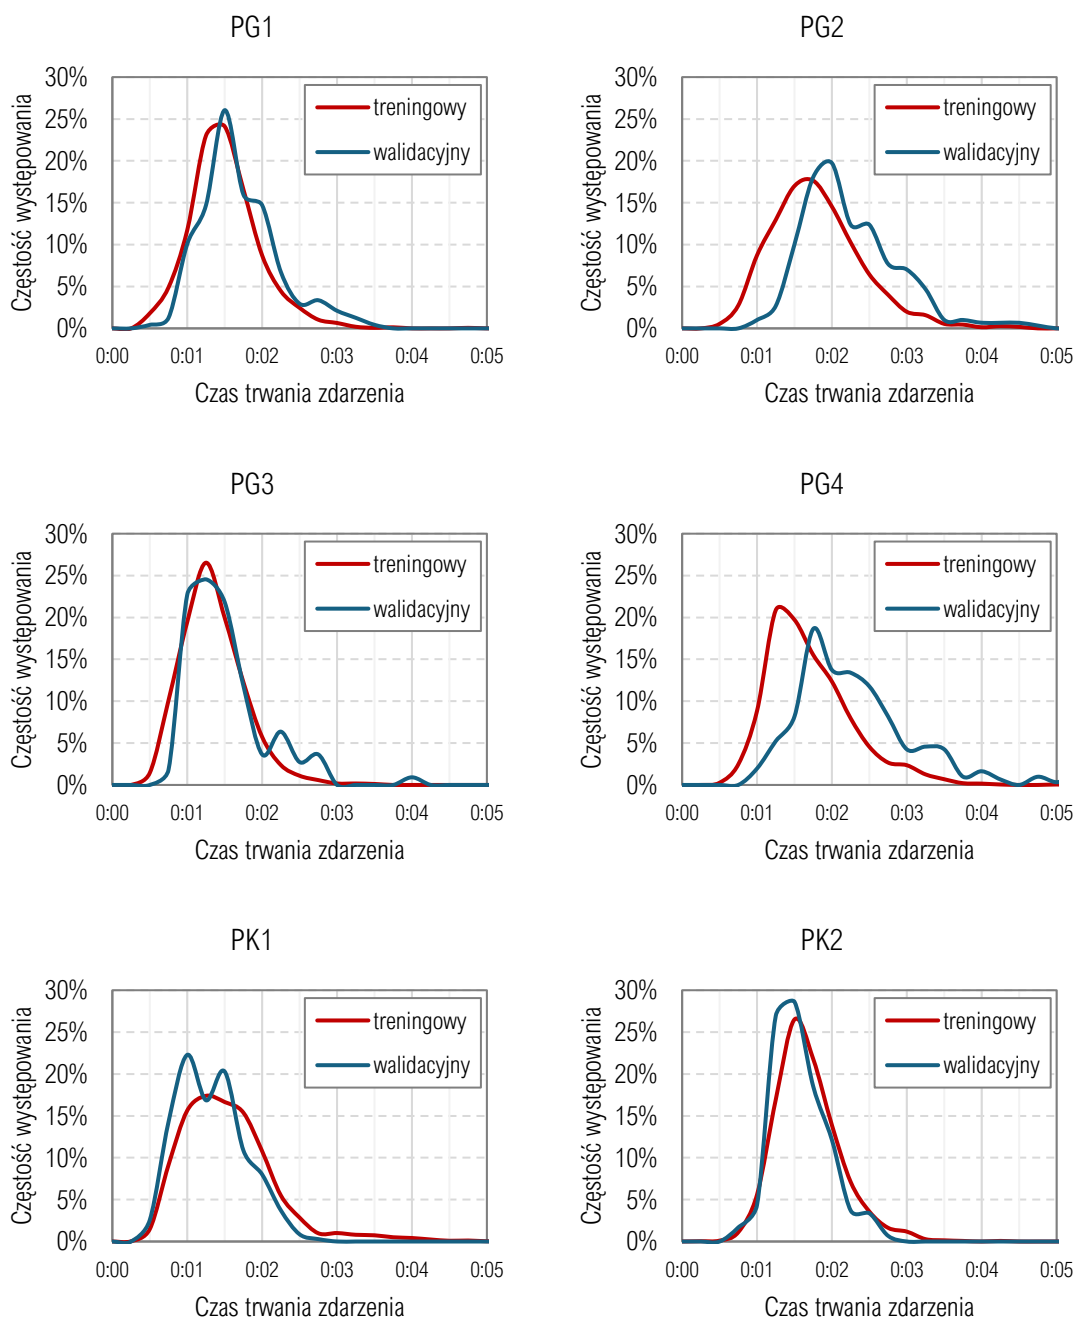 PG1
30%
25%
20%
15%
10%
5%
0%
Częstość występowania
treningowy
walidacyjny
0:00 0:01 0:02 0:03 0:04 0:05
Czas trwania zdarzenia
PG2
30%
25%
20%
15%
10%
5%
0%
Częstość występowania
treningowy
walidacyjny
0:00 0:01 0:02 0:03 0:04 0:05
Czas trwania zdarzenia
PG3
30%
25%
20%
15%
10%
5%
0%
Częstość występowania
treningowy
walidacyjny
0:00 0:01 0:02 0:03 0:04 0:05
Czas trwania zdarzenia
PG4
30%
25%
20%
15%
10%
5%
0%
Częstość występowania
treningowy
walidacyjny
0:00 0:01 0:02 0:03 0:04 0:05
Czas trwania zdarzenia
PK1
30%
25%
20%
15%
10%
5%
0%
Częstość występowania
treningowy
walidacyjny
0:00 0:01 0:02 0:03 0:04 0:05
Czas trwania zdarzenia
PK2
30%
25%
20%
15%
10%
5%
0%
Częstość występowania
treningowy
walidacyjny
0:00 0:01 0:02 0:03 0:04 0:05
Czas trwania zdarzenia